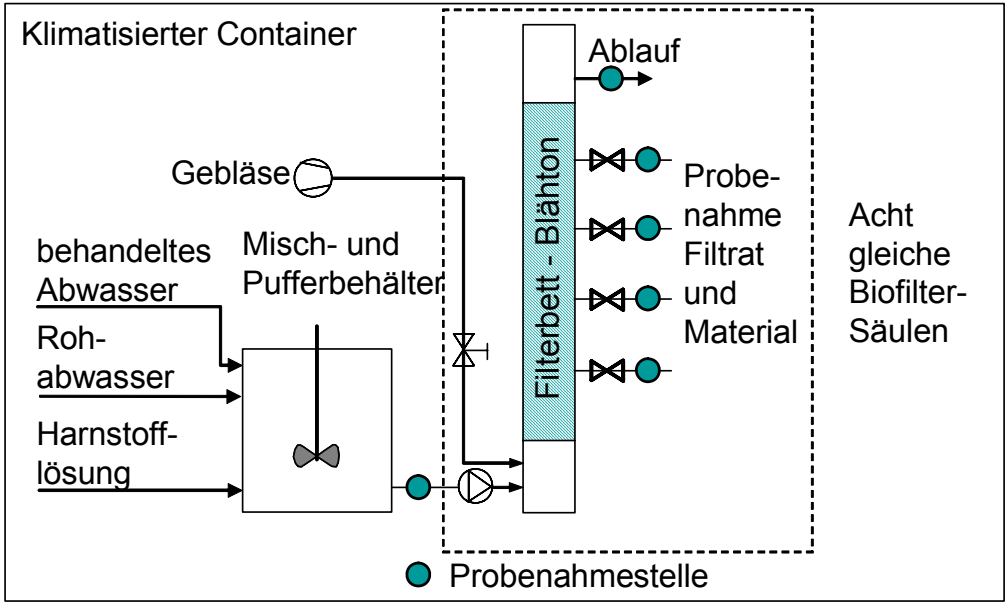 Klimatisierter Container
Ablauf
Gebläse
Filterbett - Blähton
Probe-
nahme
Filtrat
und
Material
Acht
gleiche
Biofilter-
Säulen
behandeltes
Abwasser
Misch- und
Pufferbehälter
Roh-
abwasser
Harnstoff-
lösung
Probenahmestelle